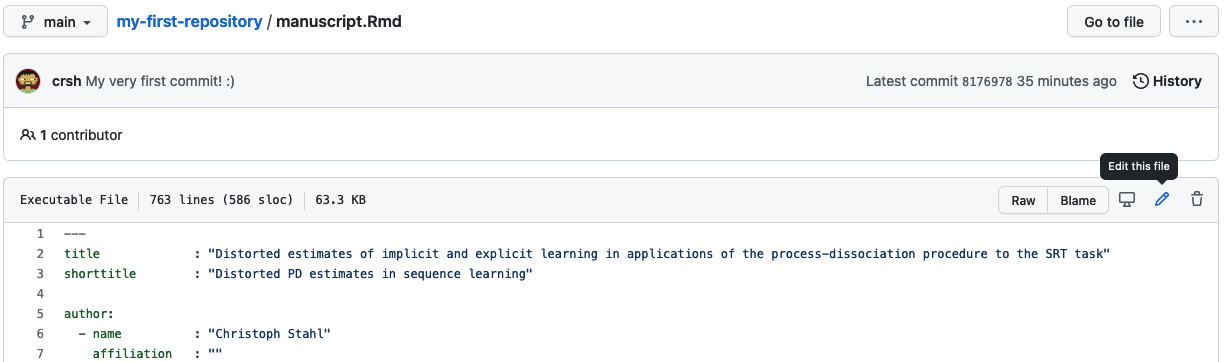 main my-first-repository / manuscript.Rmd Go to file ...
crsh My very first commit! :) Latest commit 8176978 35 minutes ago History
1 contributor
Edit this file
Executable File 763 lines (586 sloc) 63.3 KB Raw Blame
1 ---
2 title : "Distorted estimates of implicit and explicit learning in applications of the process-dissociation procedure to the SRT task"
3 shorttitle : "Distorted PD estimates in sequence learning"
4
5 author:
6 - name : "Christoph Stahl"
7 affiliation : ""